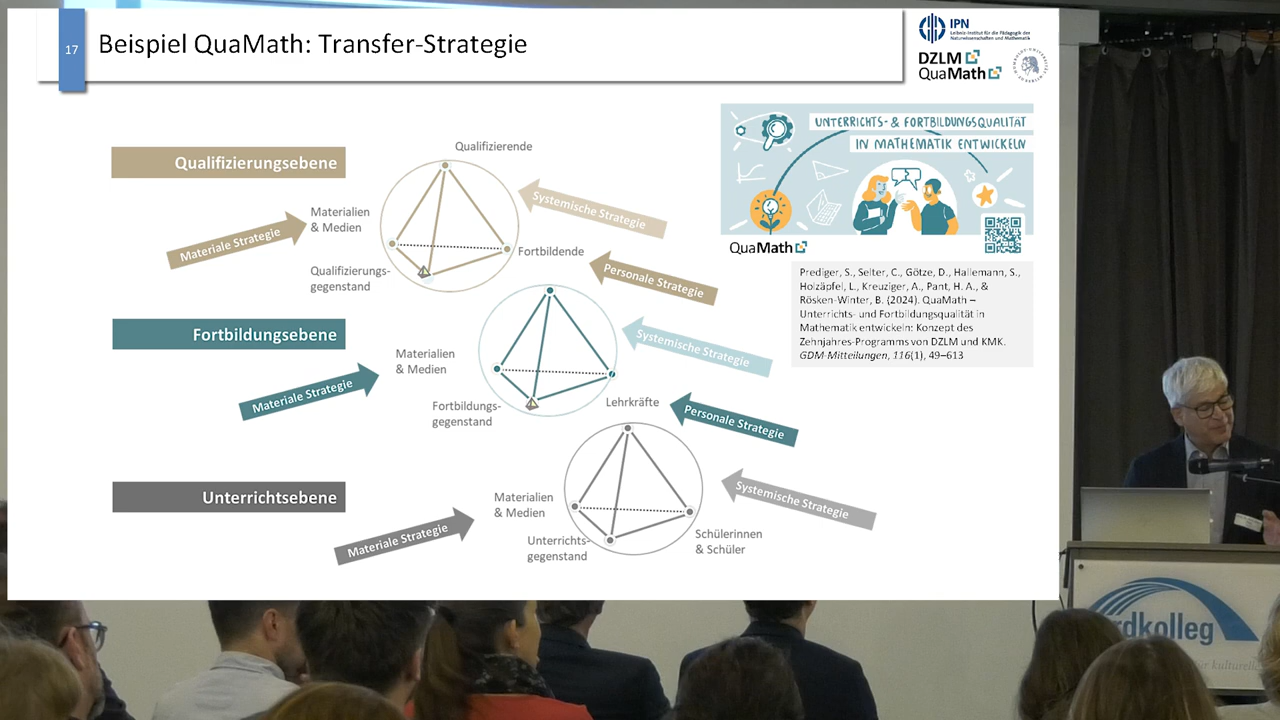 17
Beispiel QuaMath: Transfer-Strategie
IPN
Leibniz-Institut für die Pädagogik der
Naturwissenschaften und Mathematik
DZLM
QuaMath
UNTERRICHTS- & FORTBILDUNGSQUALITÄT
IN MATHEMATIK ENTWICKELN
QuaMath
Qualifizierungsebene
Qualifizierende
Systemische Strategie
Materialien
& Medien
Materiale Strategie
Fortbildende
Qualifizierungs-
gegenstand
Personale Strategie
Prediger, S., Selter, C., Götze, D., Hallemann, S.,
Holzäpfel, L., Kreuziger, A., Pant, H. A., &
Rösken-Winter, B. (2024). QuaMath –
Unterrichts- und Fortbildungsqualität in
Mathematik entwickeln: Konzept des
Zehnjahres-Programms von DZLM und KMK.
GDM-Mitteilungen, 116(1), 49–613
Fortbildungsebene
Systemische Strategie
Materialien
& Medien
Materiale Strategie
Lehrkräfte
Fortbildungs-
gegenstand
Personale Strategie
Unterrichtsebene
Systemische Strategie
Materialien
& Medien
Materiale Strategie
Unterrichts-
gegenstand
Schülerinnen
& Schüler
rdkolleg
für kulturelle